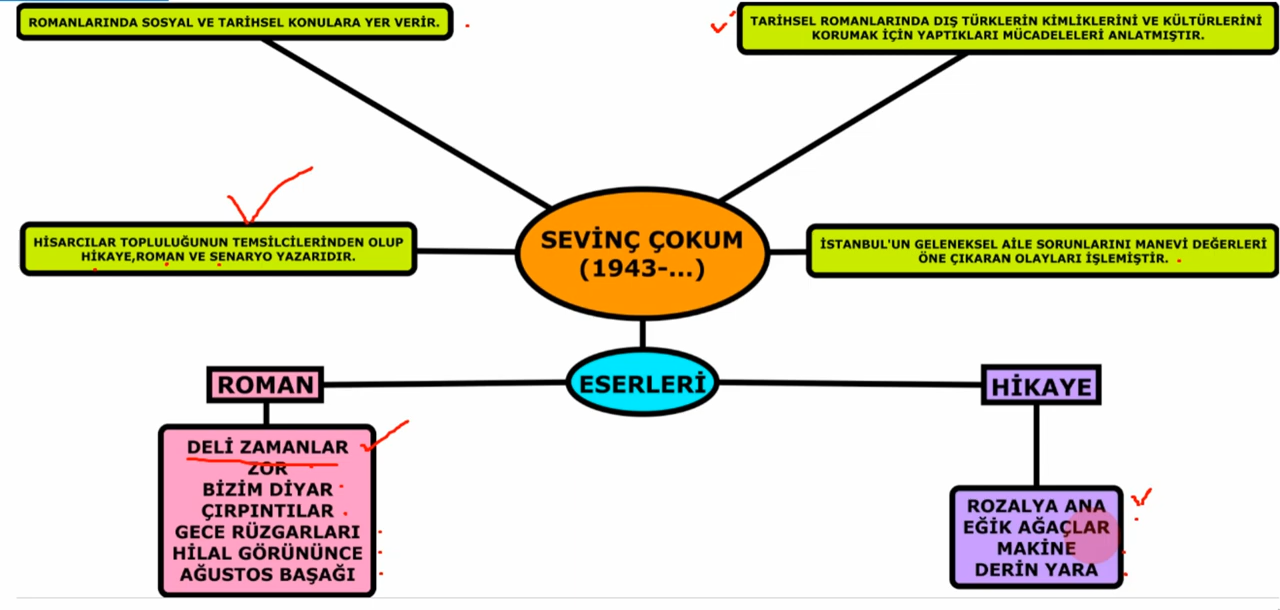 ROMANLARINDA SOSYAL VE TARİHSEL KONULARA YER VERİR.
TARİHSEL ROMANLARINDA DIŞ TÜRKLERİN KİMLİKLERİNİ VE KÜLTÜRLERİNİ
KORUMAK İÇİN YAPTIKLARI MÜCADELELERİ ANLATMIŞTIR.
HİSARCILAR TOPLULUĞUNUN TEMSİLCİLERİNDEN OLUP
HİKAYE,ROMAN VE SENARYO YAZARIDIR.
SEVİNÇ ÇOKUM
(1943-...)
İSTANBUL'UN GELENEKSEL AİLE SORUNLARINI MANEVİ DEĞERLERİ
ÖNE ÇIKARAN OLAYLARI İŞLEMİŞTİR.
ESERLERİ
ROMAN
DELİ ZAMANLAR
ZOR
BİZİM DİYAR
ÇIRPINTILAR
GECE RÜZGARLARI
HİLAL GÖRÜNÜNCE
AĞUSTOS BAŞAĞI
HİKAYE
ROZALYA ANA
EĞİK AĞAÇLAR
MAKİNE
DERİN YARA